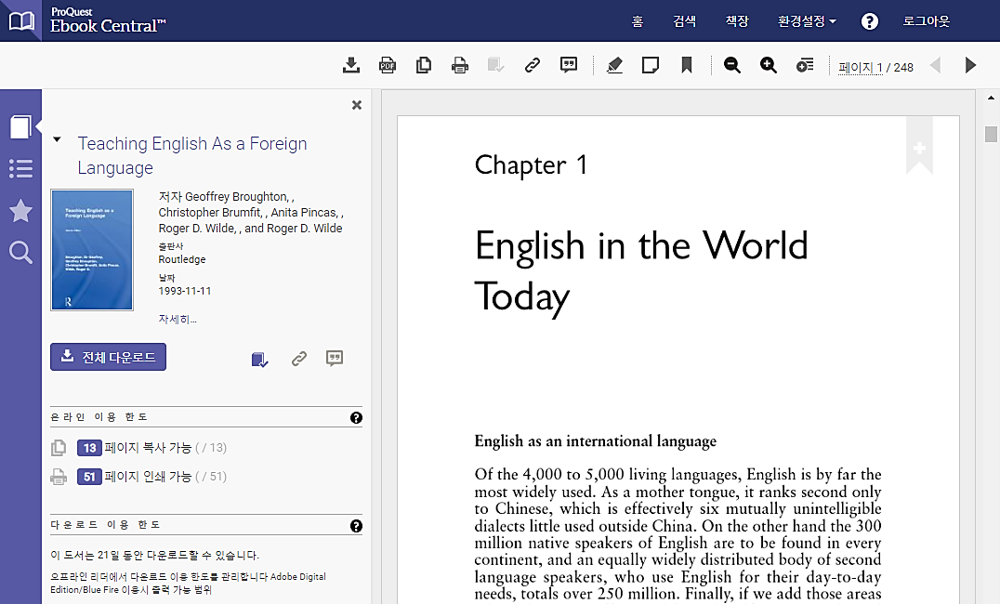 ProQuest
Ebook Central™
홈 검색 책장 환경설정 로그아웃
PDF
페이지 1 / 248
Teaching English As a Foreign
Language
저자 Geoffrey Broughton, ,
Christopher Brumfit, , Anita Pincas, ,
Roger D. Wilde, , and Roger D. Wilde
출판사
Routledge
날짜
1993-11-11
자세히...
Teaching English as a
Foreign Language
전체 다운로드
온라인 이용 한도
13 페이지 복사 가능 ( / 13)
51 페이지 인쇄 가능 ( / 51)
다운로드 이용 한도
이 도서는 21일 동안 다운로드할 수 있습니다.
오프라인 리더에서 다운로드 이용 한도를 관리합니다 Adobe Digital
Edition/Blue Fire 이용시 출력 가능 범위
Chapter 1
English in the World
Today
English as an international language
Of the 4,000 to 5,000 living languages, English is by far the
most widely used. As a mother tongue, it ranks second only
to Chinese, which is effectively six mutually unintelligible
dialects little used outside China. On the other hand the 300
million native speakers of English are to be found in every
continent, and an equally widely distributed body of second
language speakers, who use English for their day-to-day
needs, totals over 250 million. Finally, if we add those areas